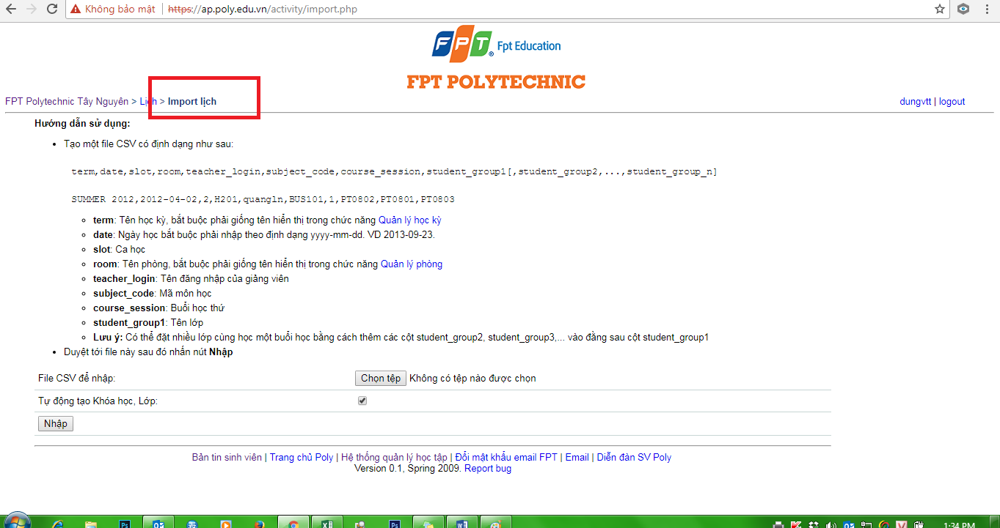 Không bảo mật | https://ap.poly.edu.vn/activity/import.php
FPT Fpt Education
FPT POLYTECHNIC
FPT Polytechnic Tây Nguyên > Lịch > Import lịch
dungvtt | logout
Hướng dẫn sử dụng:
• Tạo một file CSV có định dạng như sau:
term,date,slot,room,teacher_login,subject_code,course_session,student_group1[,student_group2,...,student_group_n]
SUMMER 2012,2012-04-02,2,H201,quangln,BUS101,1,PT0802,PT0801,PT0803
◦ term: Tên học kỳ, bắt buộc phải giống tên hiển thị trong chức năng Quản lý học kỳ
◦ date: Ngày học bắt buộc phải nhập theo định dạng yyyy-mm-dd. VD 2013-09-23.
◦ slot: Ca học
◦ room: Tên phòng, bắt buộc phải giống tên hiển thị trong chức năng Quản lý phòng
◦ teacher_login: Tên đăng nhập của giảng viên
◦ subject_code: Mã môn học
◦ course_session: Buổi học thứ
◦ student_group1: Tên lớp
◦ Lưu ý: Có thể đặt nhiều lớp cùng học một buổi học bằng cách thêm các cột student_group2, student_group3,... vào đằng sau cột student_group1
• Duyệt tới file này sau đó nhấn nút Nhập
File CSV để nhập: Chọn tệp Không có tệp nào được chọn
Tự động tạo Khóa học, Lớp:
Nhập
Bản tin sinh viên | Trang chủ Poly | Hệ thống quản lý học tập | Đổi mật khẩu email FPT | Email | Diễn đàn SV Poly
Version 0.1, Spring 2009. Report bug
1:34 PM